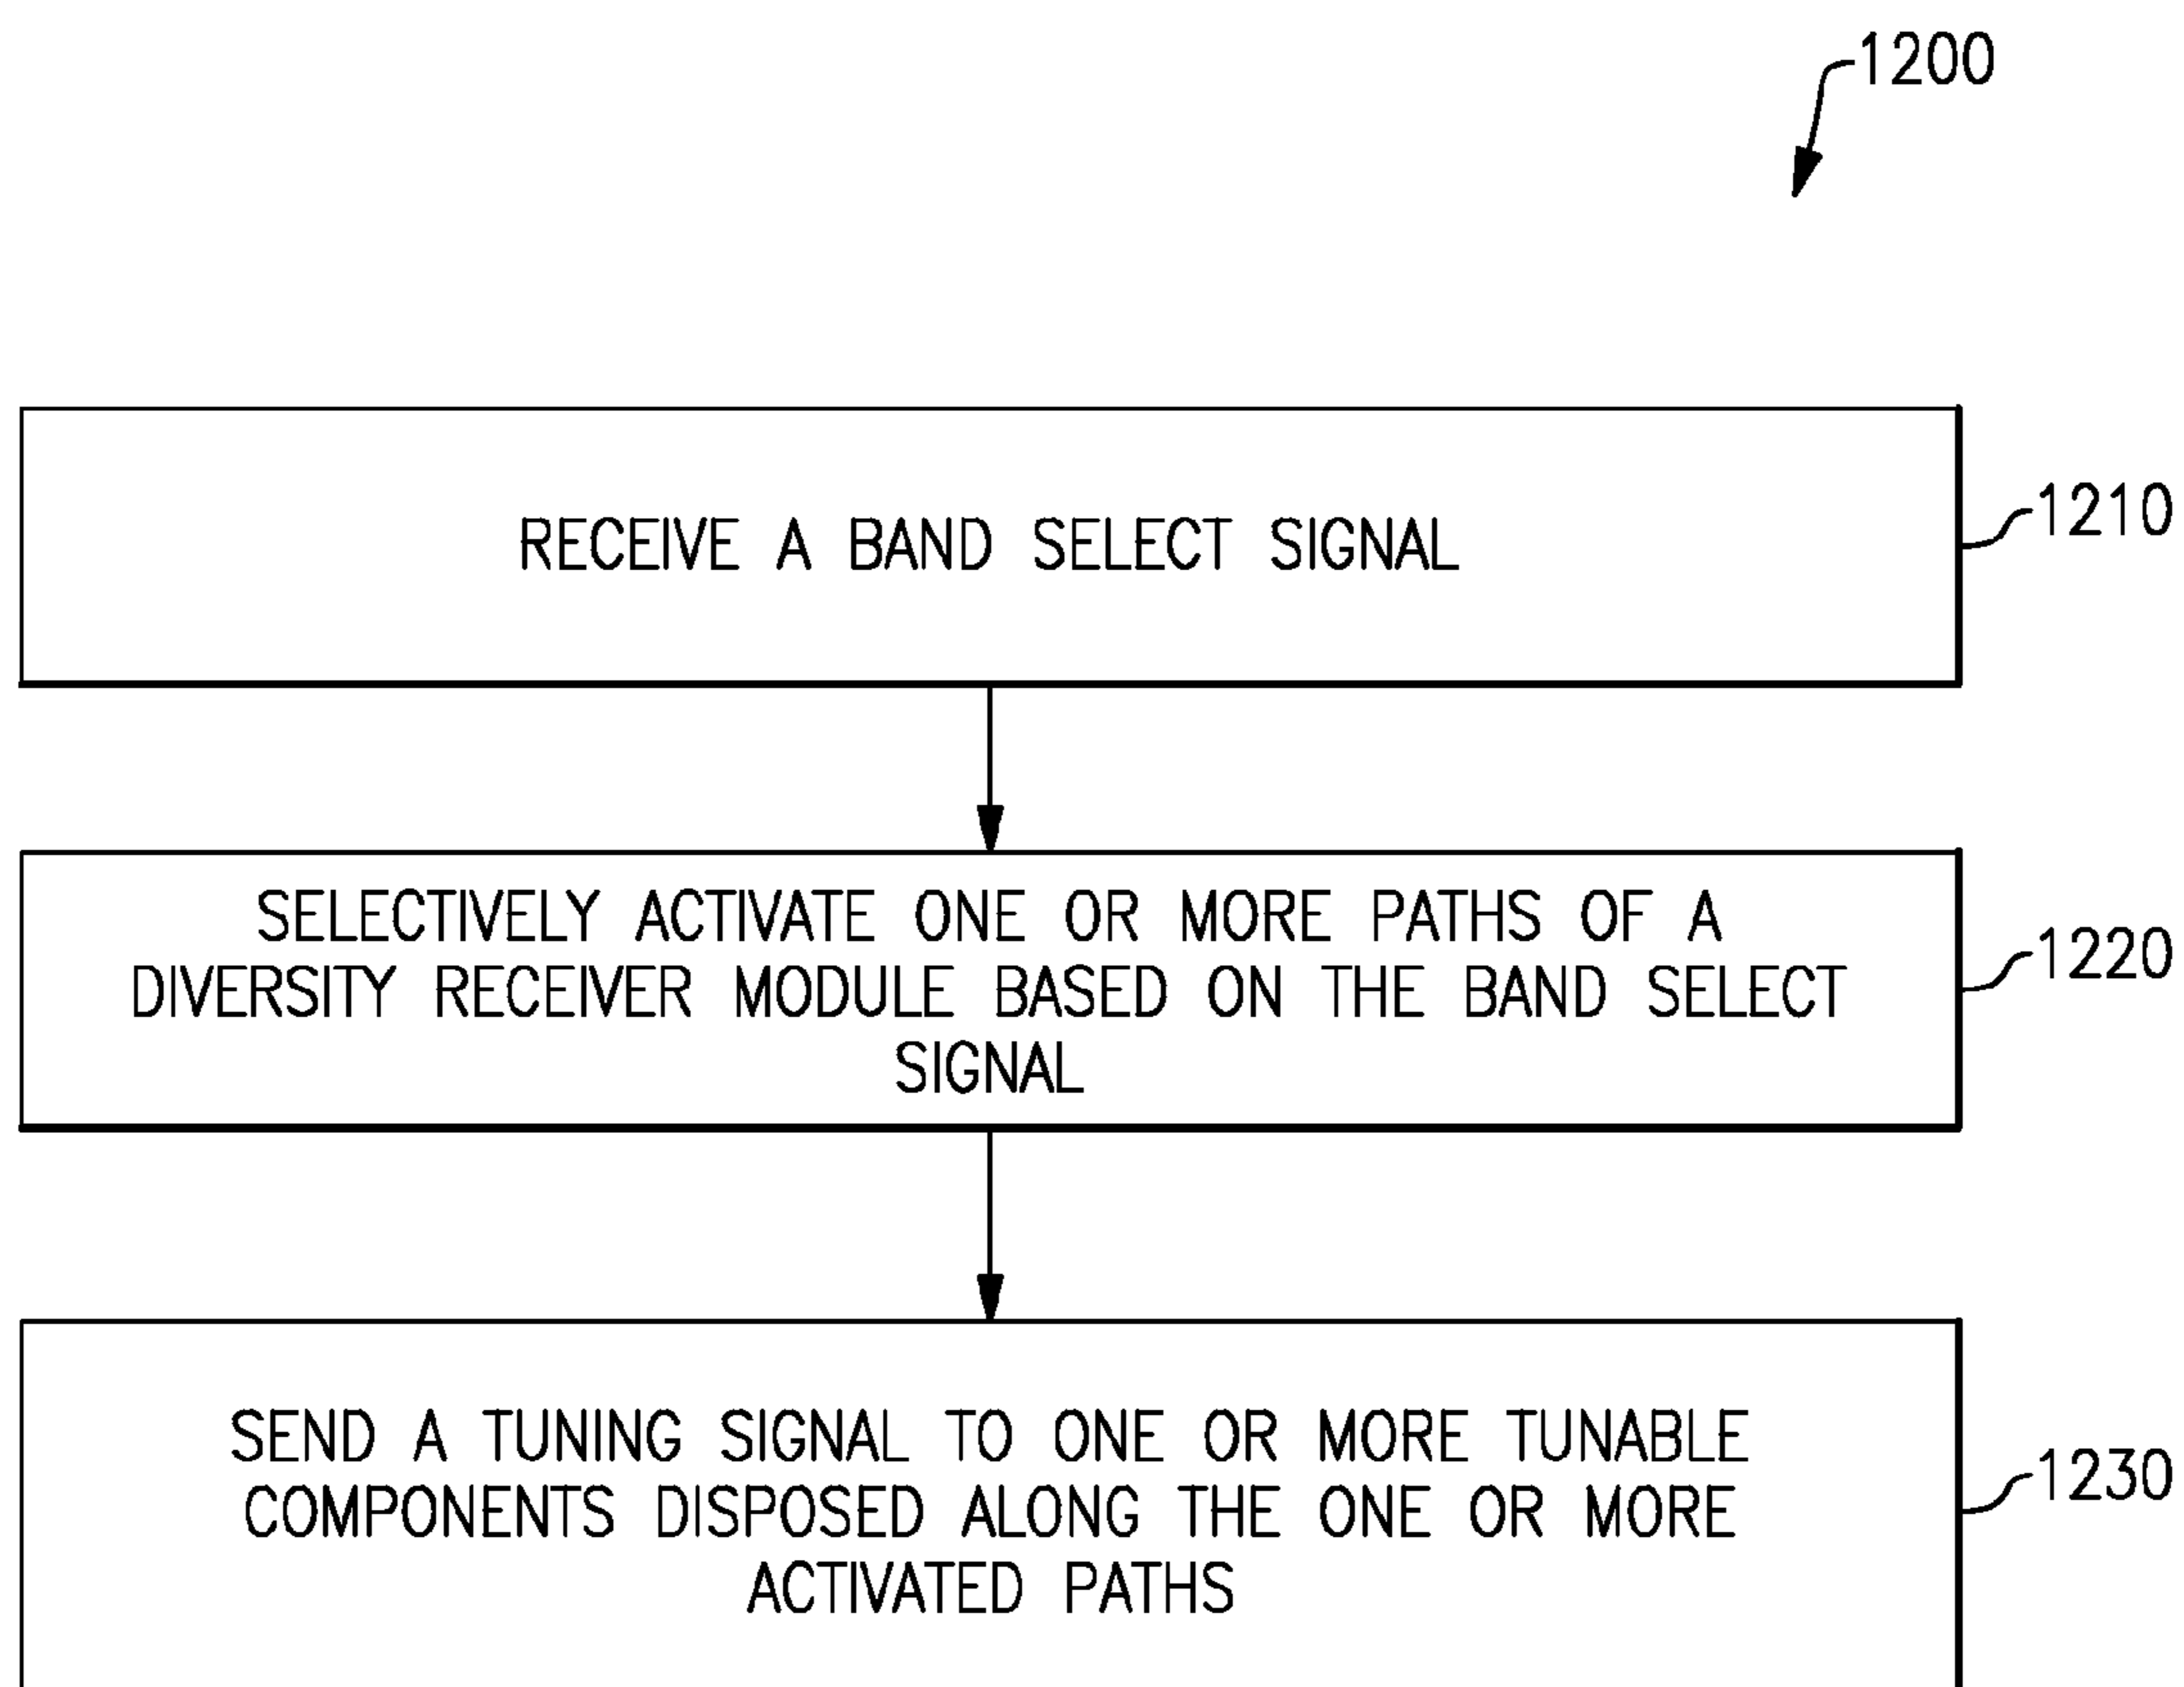 1200
RECEIVE A BAND SELECT SIGNAL
1210
SELECTIVELY ACTIVATE ONE OR MORE PATHS OF A
DIVERSITY RECEIVER MODULE BASED ON THE BAND SELECT
SIGNAL
1220
SEND A TUNING SIGNAL TO ONE OR MORE TUNABLE
COMPONENTS DISPOSED ALONG THE ONE OR MORE
ACTIVATED PATHS
1230